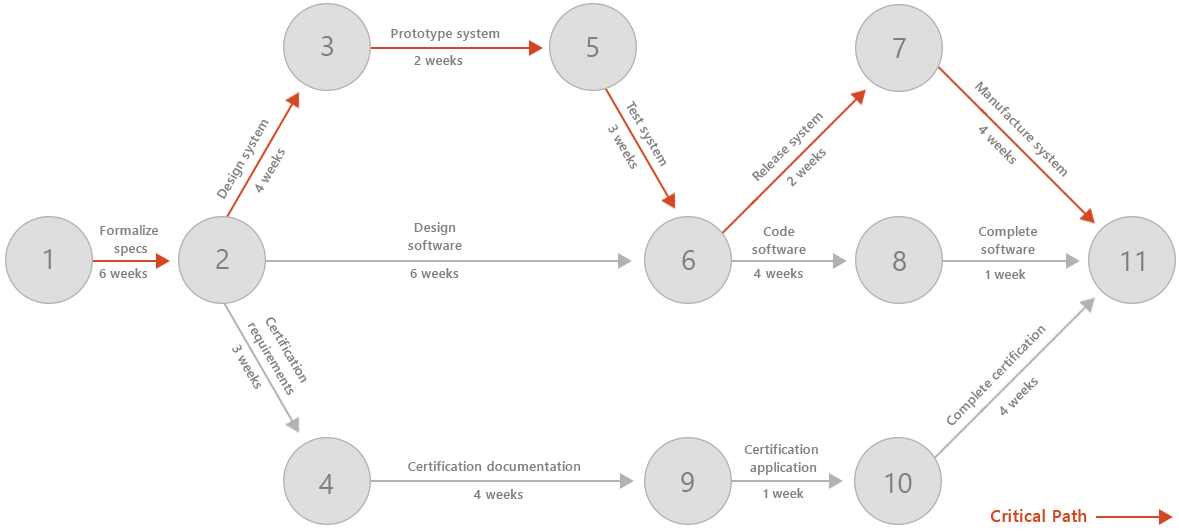 3
Prototype system
2 weeks
5
7
Design system
4 weeks
Test system
3 weeks
Release system
2 weeks
Manufacture system
4 weeks
1
Formalize
specs
6 weeks
2
Design
software
6 weeks
6
Code
software
4 weeks
8
Complete
software
1 week
11
Certification
requirements
3 weeks
Complete certification
4 weeks
4
Certification documentation
4 weeks
9
Certification
application
1 week
10
Critical Path